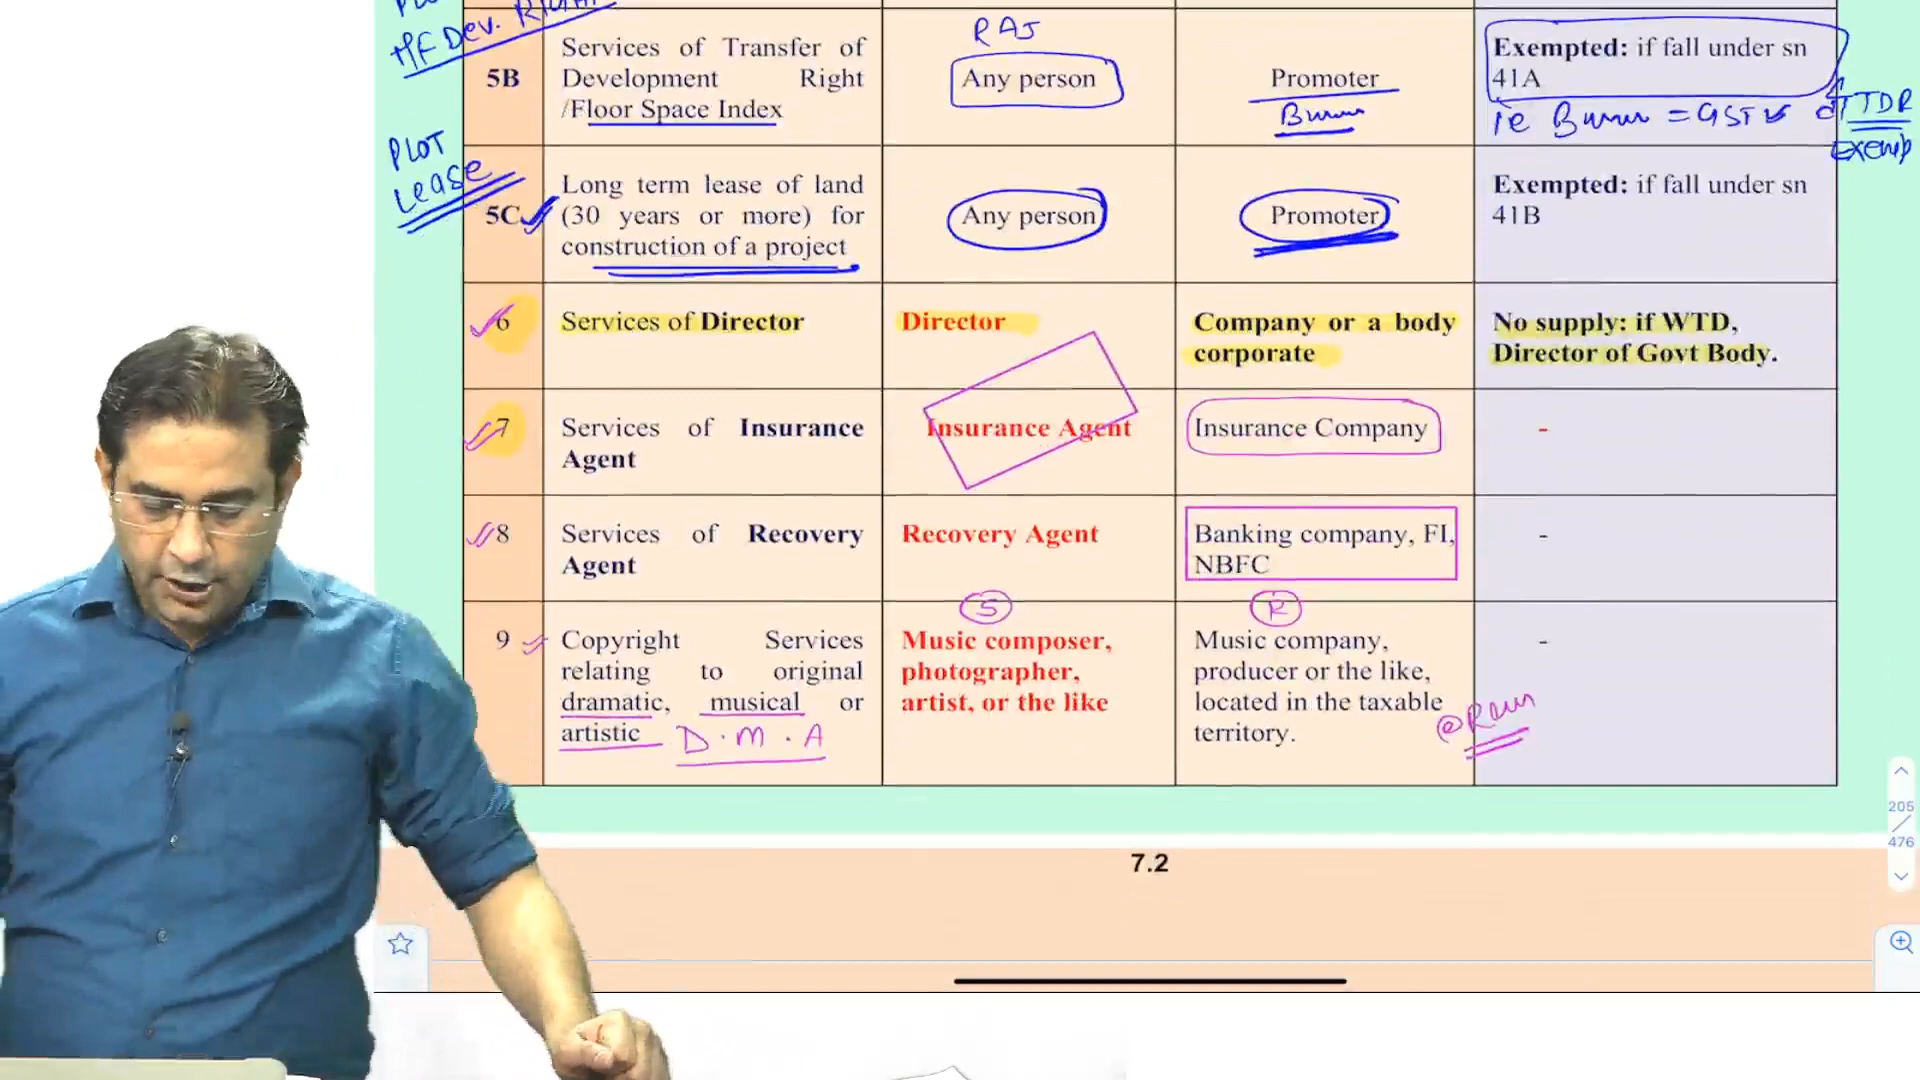 HF Dev. Right
RAJ
5B
Services of Transfer of
Development Right
/Floor Space Index
Any person
Promoter
Exempted: if fall under sn
41A
ie = GST
TDR
Exemp
PLOT
LEASE
5C
Long term lease of land
(30 years or more) for
construction of a project
Any person
Promoter
Exempted: if fall under sn
41B
6
Services of Director
Director
Company or a body
corporate
No supply: if WTD,
Director of Govt Body.
7
Services of Insurance
Agent
Insurance Agent
Insurance Company
-
8
Services of Recovery
Agent
Recovery Agent
Banking company, FI,
NBFC
-
S
R
9
Copyright Services
relating to original
dramatic, musical or
artistic
D.M.A
Music composer,
photographer,
artist, or the like
Music company,
producer or the like,
located in the taxable
territory.
-
7.2
205
/
476